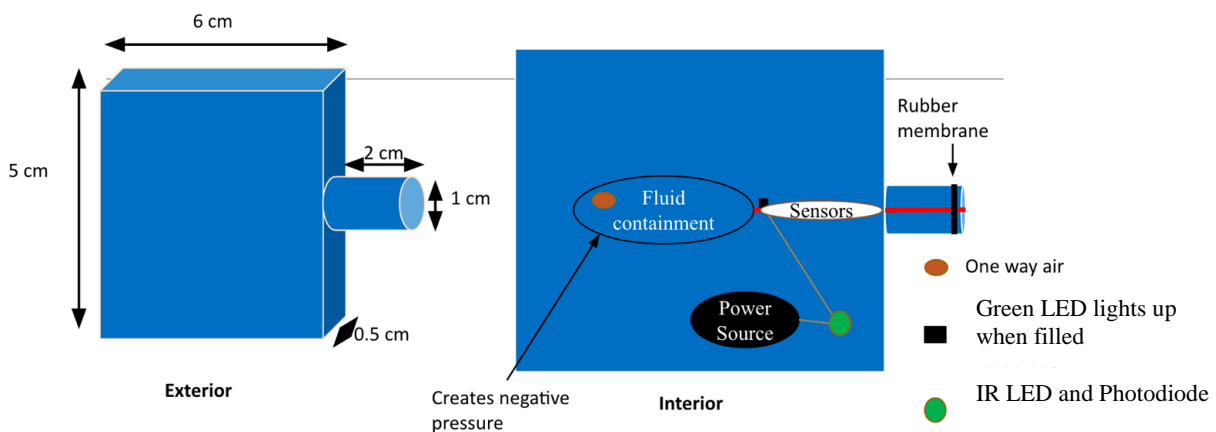 6 cm
5 cm
2 cm
1 cm
0.5 cm
Exterior
Fluid
containment
Sensors
Power
Source
Creates negative
pressure
Interior
Rubber
membrane
One way air
Green LED lights up
when filled
IR LED and Photodiode